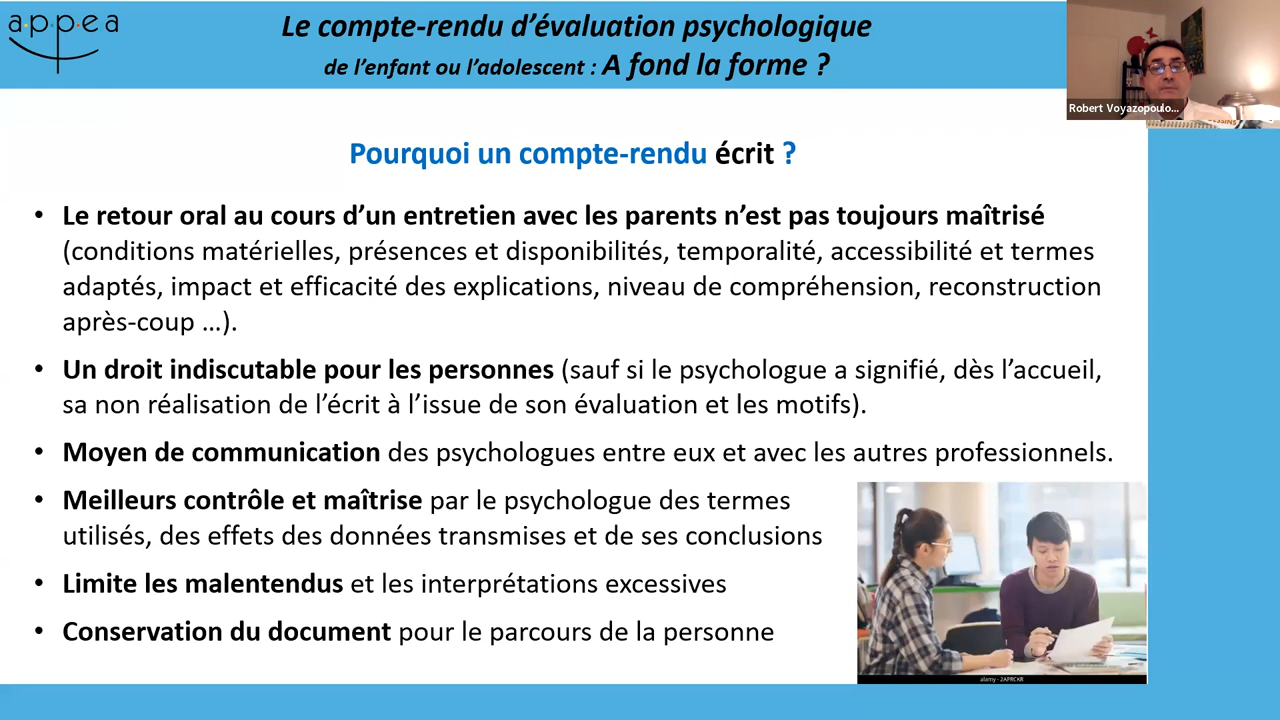 appea
Le compte-rendu d’évaluation psychologique
de l’enfant ou l’adolescent : A fond la forme ?
Robert Voyazopoulo...
Pourquoi un compte-rendu écrit ?
• Le retour oral au cours d’un entretien avec les parents n’est pas toujours maîtrisé
(conditions matérielles, présences et disponibilités, temporalité, accessibilité et termes
adaptés, impact et efficacité des explications, niveau de compréhension, reconstruction
après-coup …).
• Un droit indiscutable pour les personnes (sauf si le psychologue a signifié, dès l’accueil,
sa non réalisation de l’écrit à l’issue de son évaluation et les motifs).
• Moyen de communication des psychologues entre eux et avec les autres professionnels.
• Meilleurs contrôle et maîtrise par le psychologue des termes
utilisés, des effets des données transmises et de ses conclusions
• Limite les malentendus et les interprétations excessives
• Conservation du document pour le parcours de la personne
alamy - 2APRCKR